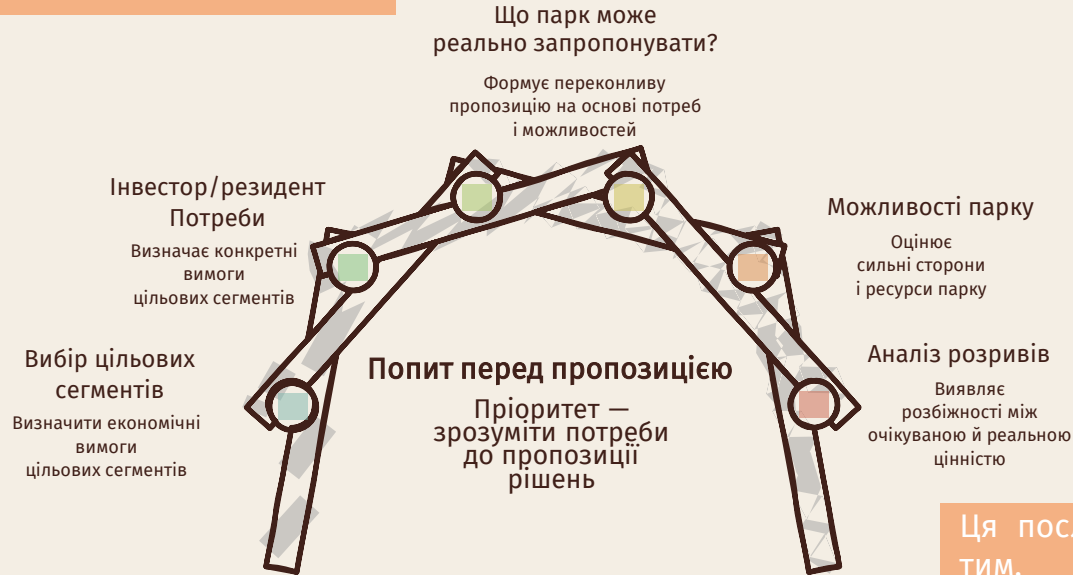 Що парк може
реально запропонувати?
Формує переконливу
пропозицію на основі потреб
і можливостей
Інвестор/резидент
Потреби
Визначає конкретні
вимоги
цільових сегментів
Можливості парку
Оцінює
сильні сторони
і ресурси парку
Вибір цільових
сегментів
Визначити економічні
вимоги
цільових сегментів
Попит перед пропозицією
Пріоритет —
зрозуміти потреби
до пропозиції
рішень
Аналіз розривів
Виявляє
розбіжності між
очікуваною й реальною
цінністю
Ця
тим,